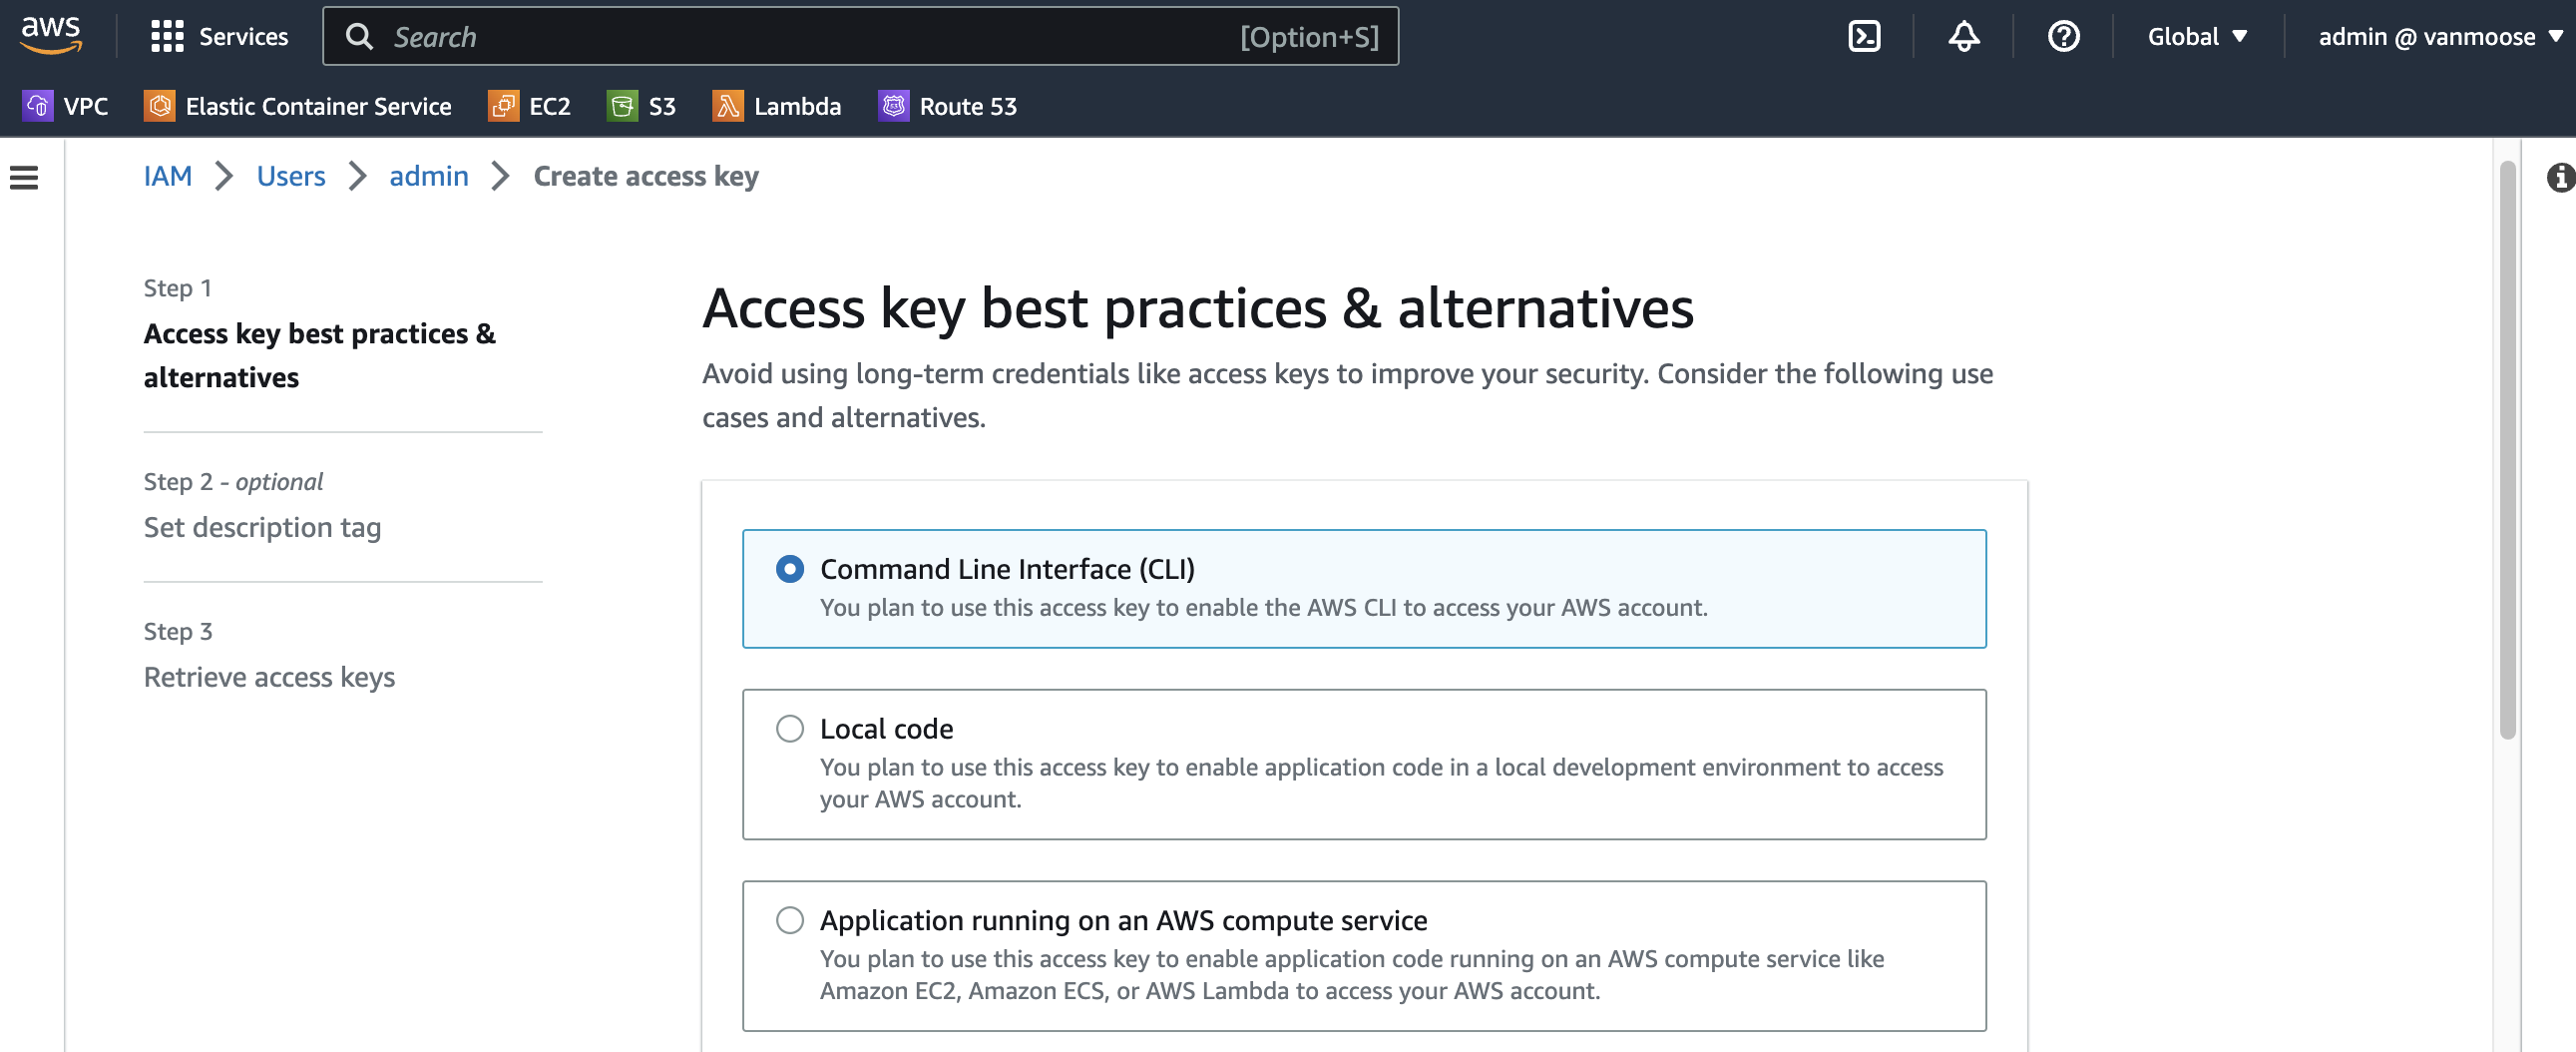 aws
Services
Search [Option+S]
Global
admin @ vanmoose
VPC
Elastic Container Service
EC2
S3
Lambda
Route 53
IAM > Users > admin > Create access key
Step 1
Access key best practices &
alternatives
Step 2 - optional
Set description tag
Step 3
Retrieve access keys
Access key best practices & alternatives
Avoid using long-term credentials like access keys to improve your security. Consider the following use
cases and alternatives.
Command Line Interface (CLI)
You plan to use this access key to enable the AWS CLI to access your AWS account.
Local code
You plan to use this access key to enable application code in a local development environment to access
your AWS account.
Application running on an AWS compute service
You plan to use this access key to enable application code running on an AWS compute service like
Amazon EC2, Amazon ECS, or AWS Lambda to access your AWS account.